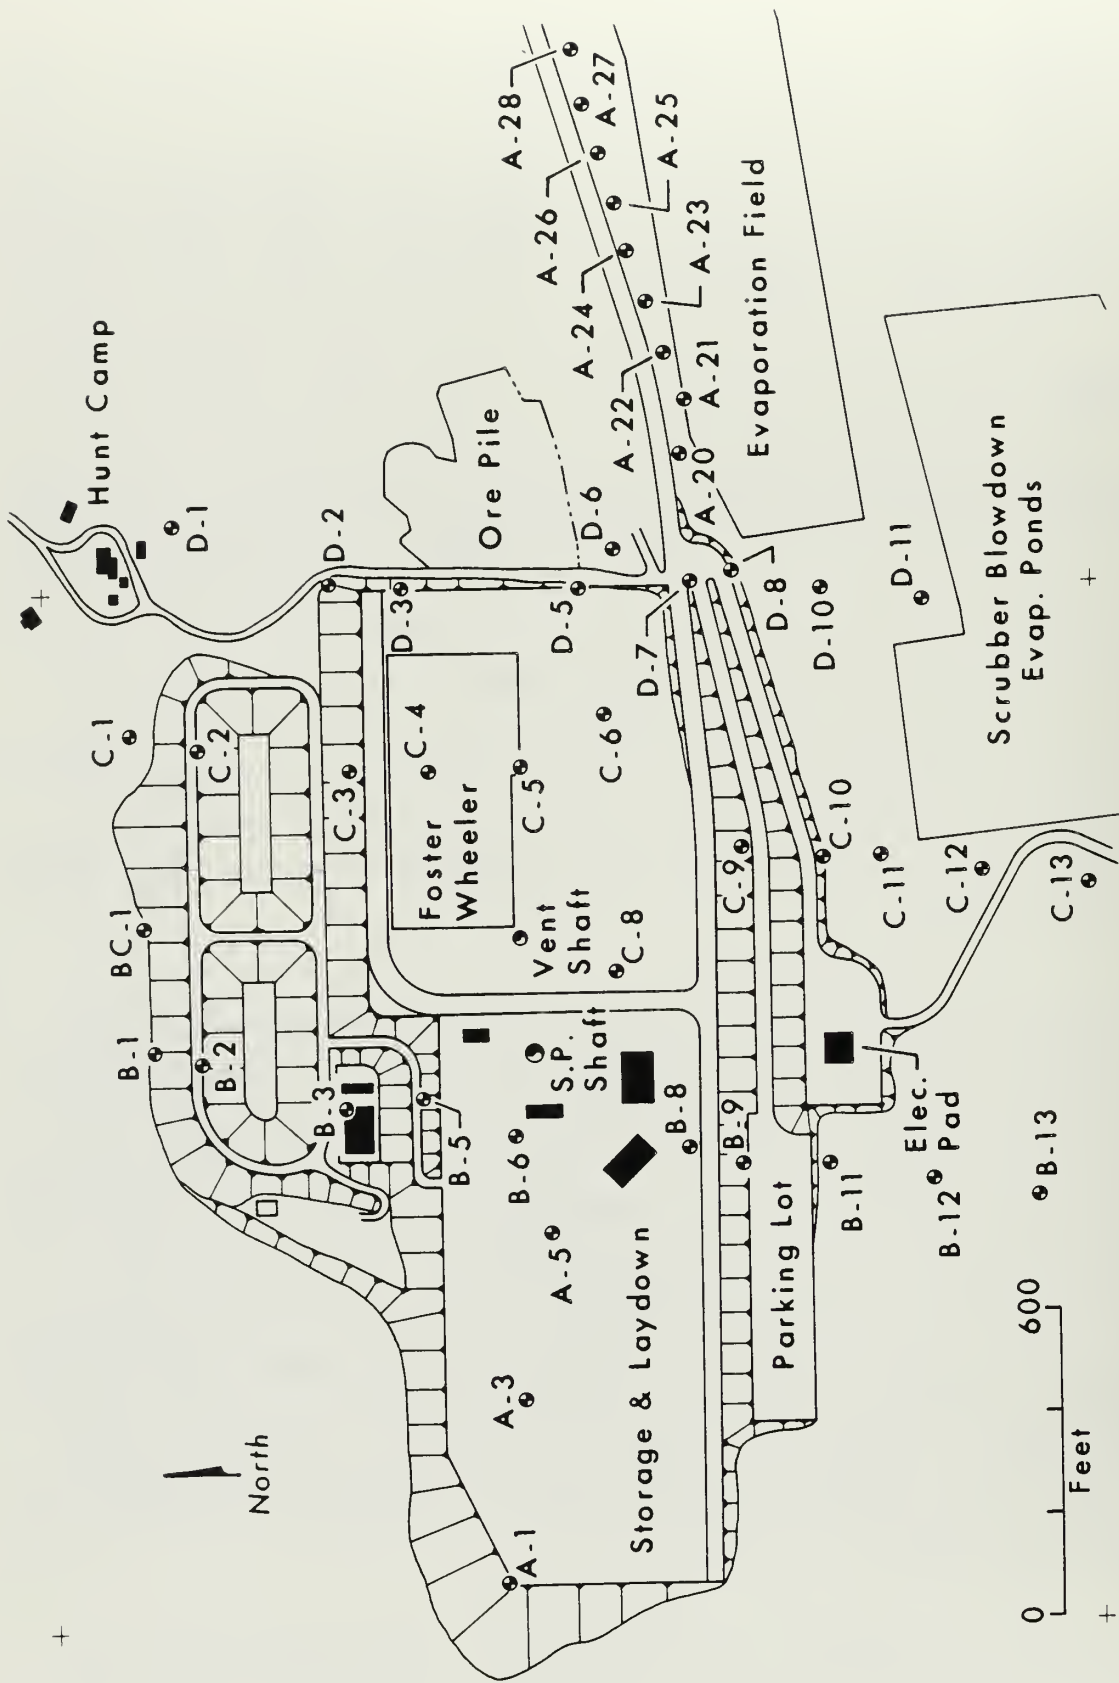 Hunt Camp
D-1
C-1
BC-1
B-1
C-2
B-2
D-2
D-3
C-3
B-3
B-5
C-4
Foster
Wheeler
C-5
Vent
Shaft
S.P.
Shaft
C-6
C-8
B-6
B-8
A-5
A-3
A-1
Storage & Laydown
North
Ore Pile
D-5
D-6
D-7
D-8
D-10
D-11
A-28
A-27
A-26
A-25
A-24
A-23
A-22
A-21
A-20
Evaporation Field
Scrubber Blowdown
Evap. Ponds
C-9
C-10
C-11
C-12
C-13
B-9
Parking Lot
Elec.
Pad
B-11
B-12
B-13
0
600
Feet